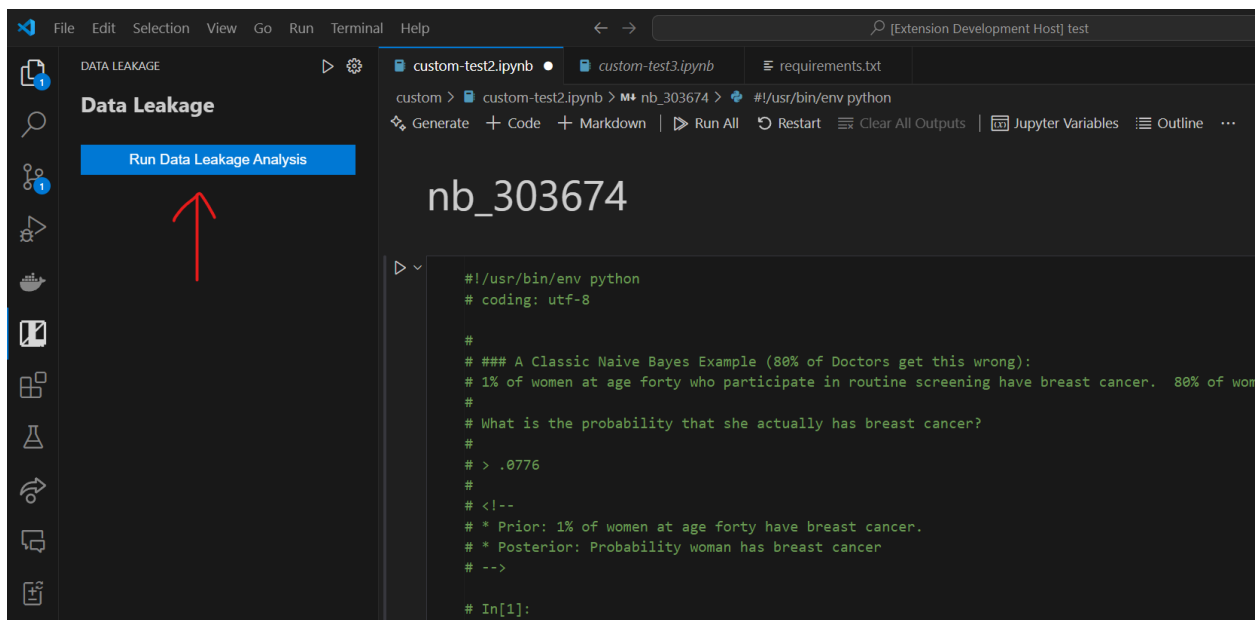 File Edit Selection View Go Run Terminal Help
[Extension Development Host] test
DATA LEAKAGE
Data Leakage
Run Data Leakage Analysis
1
1
custom-test2.ipynb
custom-test3.ipynb
requirements.txt
custom > custom-test2.ipynb > M↓ nb_303674 > #!/usr/bin/env python
Generate + Code + Markdown | Run All Restart Clear All Outputs | Jupyter Variables Outline ...
nb_303674
#!/usr/bin/env python
# coding: utf-8
#
# ### A Classic Naive Bayes Example (80% of Doctors get this wrong):
# 1% of women at age forty who participate in routine screening have breast cancer.  80% of wom
#
# What is the probability that she actually has breast cancer?
#
# > .0776
#
# <!--
# * Prior: 1% of women at age forty have breast cancer.
# * Posterior: Probability woman has breast cancer
# -->
# In[1]: